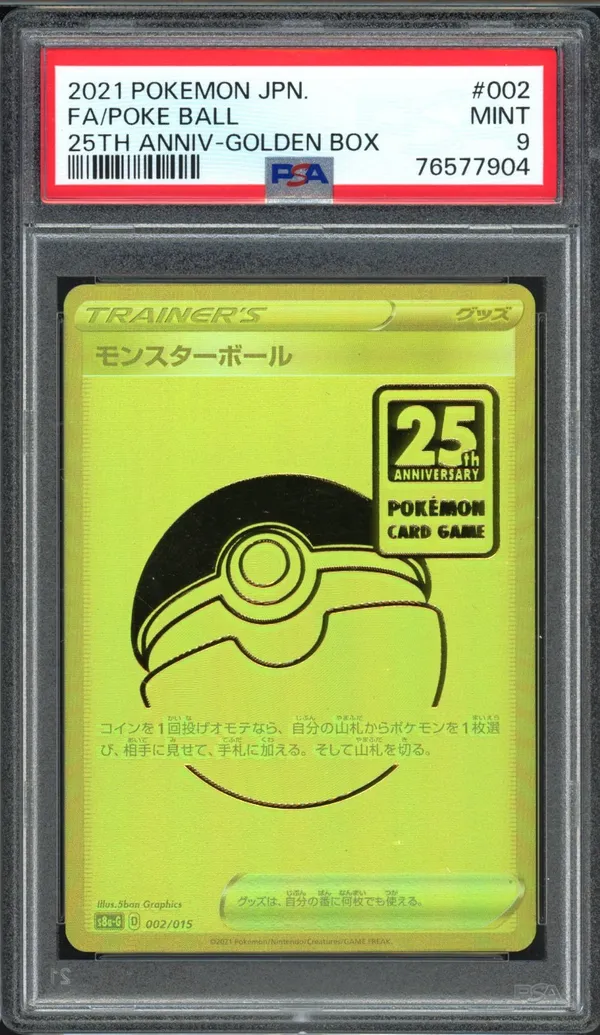 2021 POKEMON JPN. #002
FA/POKE BALL MINT
25TH ANNIV-GOLDEN BOX 9
PSA 76577904
TRAINER'S グッズ
モンスターボール
25th
ANNIVERSARY
POKÉMON
CARD GAME
コインを1回投げオモテなら、自分の山札からポケモンを1枚選
び、相手に見せて、手札に加える。そして山札を切る。
グッズは、自分の番に何枚でも使える。
Illus.5ban Graphics
s8a-G D 002/015
©2021 Pokémon/Nintendo/Creatures/GAME FREAK.
PSA